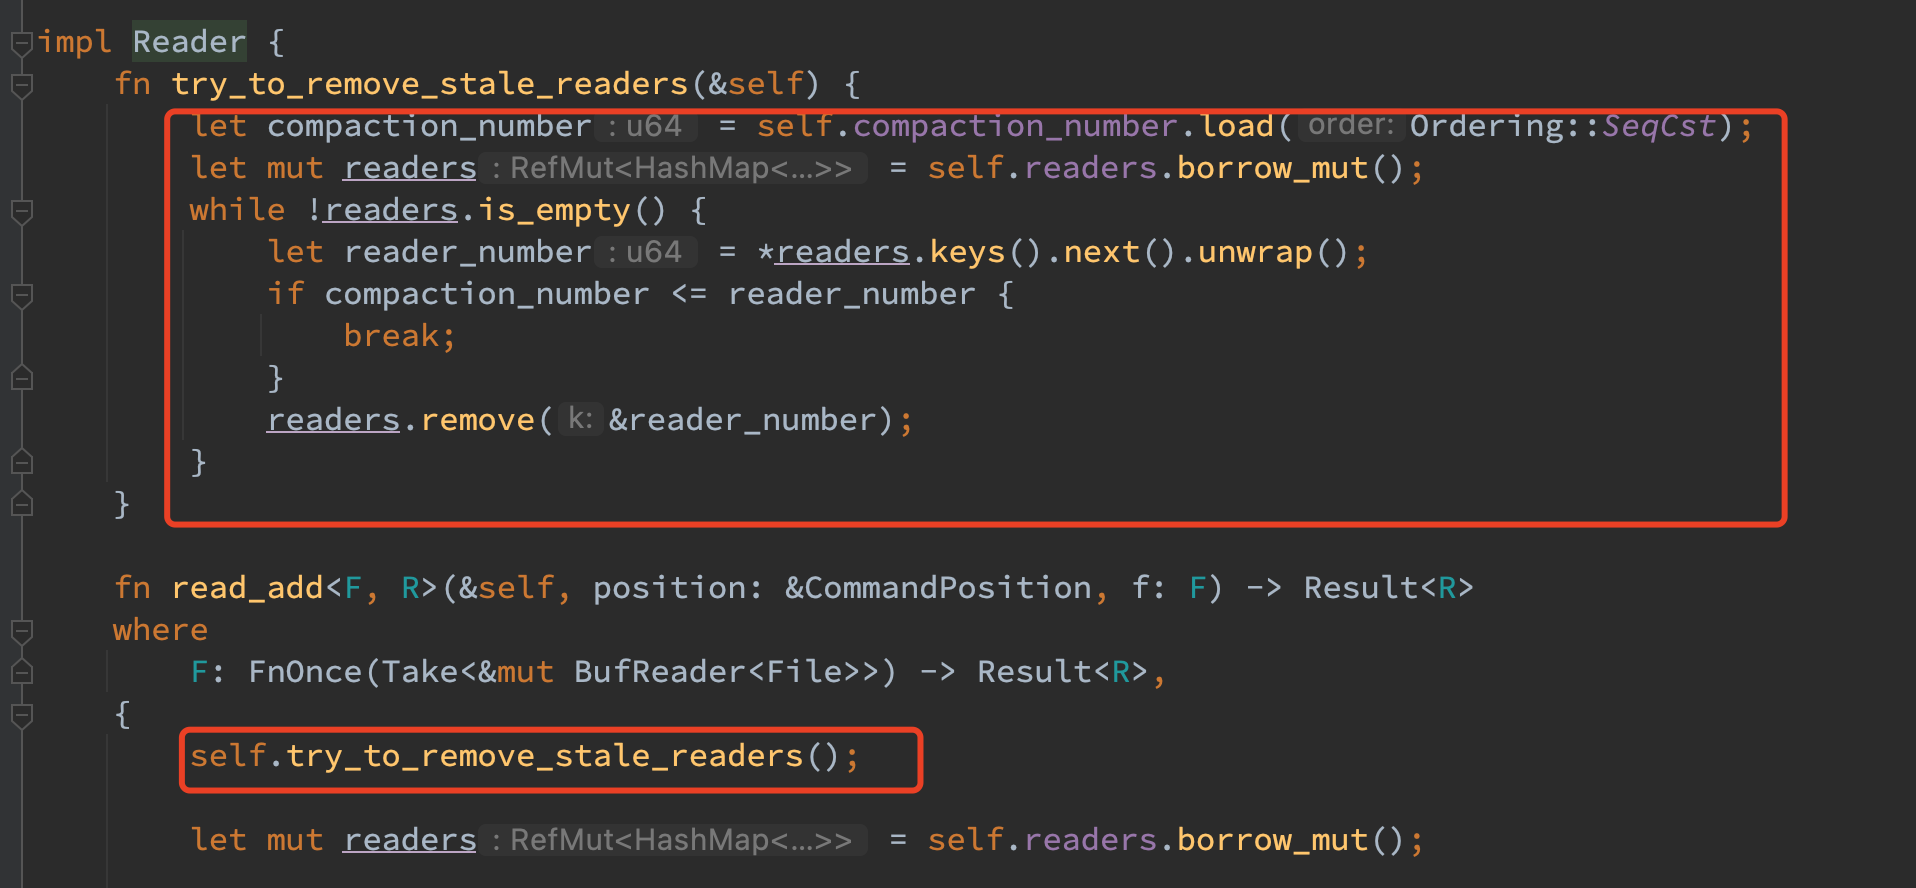 impl Reader {
    fn try_to_remove_stale_readers(&self) {
        let compaction_number : u64 = self.compaction_number.load( order: Ordering::SeqCst);
        let mut readers : RefMut<HashMap<...>> = self.readers.borrow_mut();
        while !readers.is_empty() {
            let reader_number : u64 = *readers.keys().next().unwrap();
            if compaction_number <= reader_number {
                break;
            }
            readers.remove( k: &reader_number);
        }
    }
    fn read_add<F, R>(&self, position: &CommandPosition, f: F) -> Result<R>
    where
        F: FnOnce(Take<&mut BufReader<File>>) -> Result<R>,
    {
        self.try_to_remove_stale_readers();
        let mut readers : RefMut<HashMap<...>> = self.readers.borrow_mut();